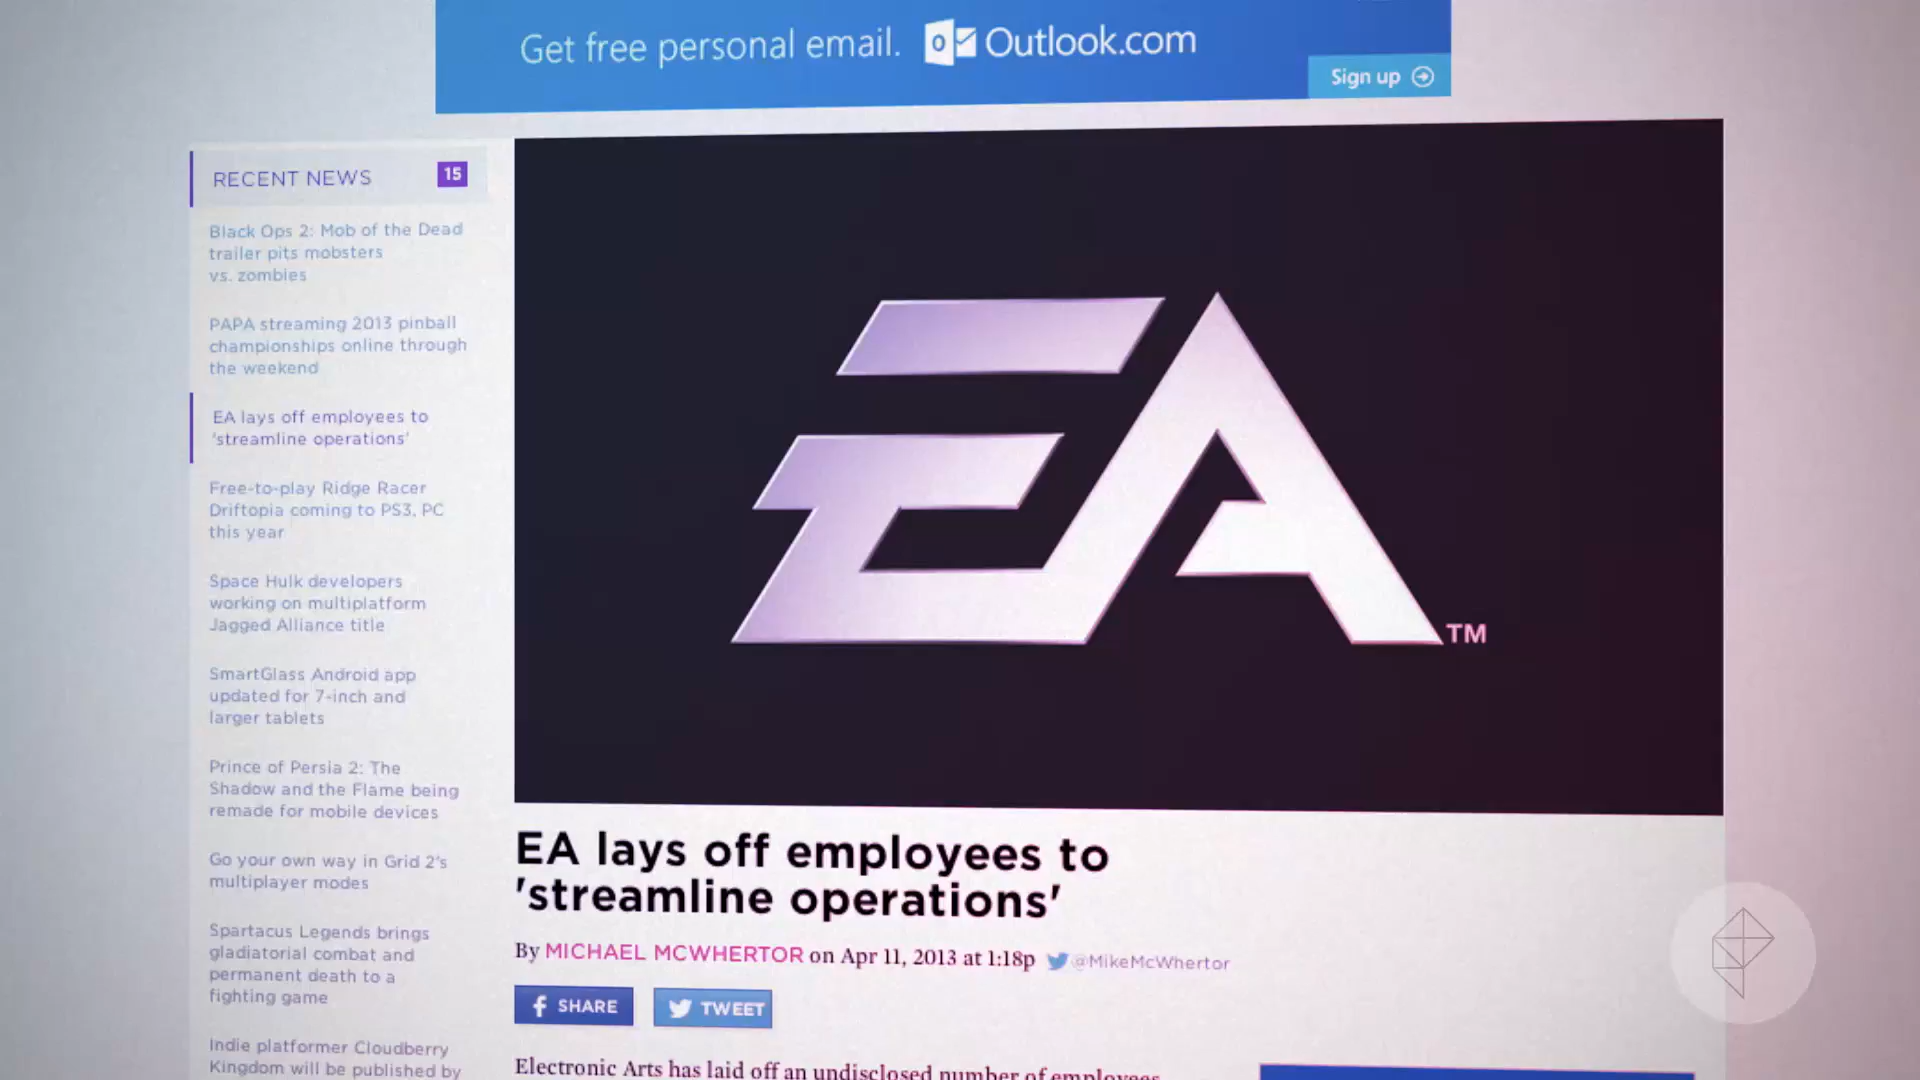 Get free personal email. Outlook.com
Sign up
RECENT NEWS 15
Black Ops 2: Mob of the Dead
trailer pits mobsters
vs. zombies
PAPA streaming 2013 pinball
championships online through
the weekend
EA lays off employees to
'streamline operations'
Free-to-play Ridge Racer
Driftopia coming to PS3, PC
this year
Space Hulk developers
working on multiplatform
Jagged Alliance title
SmartGlass Android app
updated for 7-inch and
larger tablets
Prince of Persia 2: The
Shadow and the Flame being
remade for mobile devices
Go your own way in Grid 2's
multiplayer modes
Spartacus Legends brings
gladiatorial combat and
permanent death to a
fighting game
Indie platformer Cloudberry
Kingdom will be published by
EA TM
EA lays off employees to
'streamline operations'
By MICHAEL MCWHERTOR on Apr 11, 2013 at 1:18p @MikeMcWhertor
SHARE TWEET
Electronic Arts has laid off an undisclosed number of employees